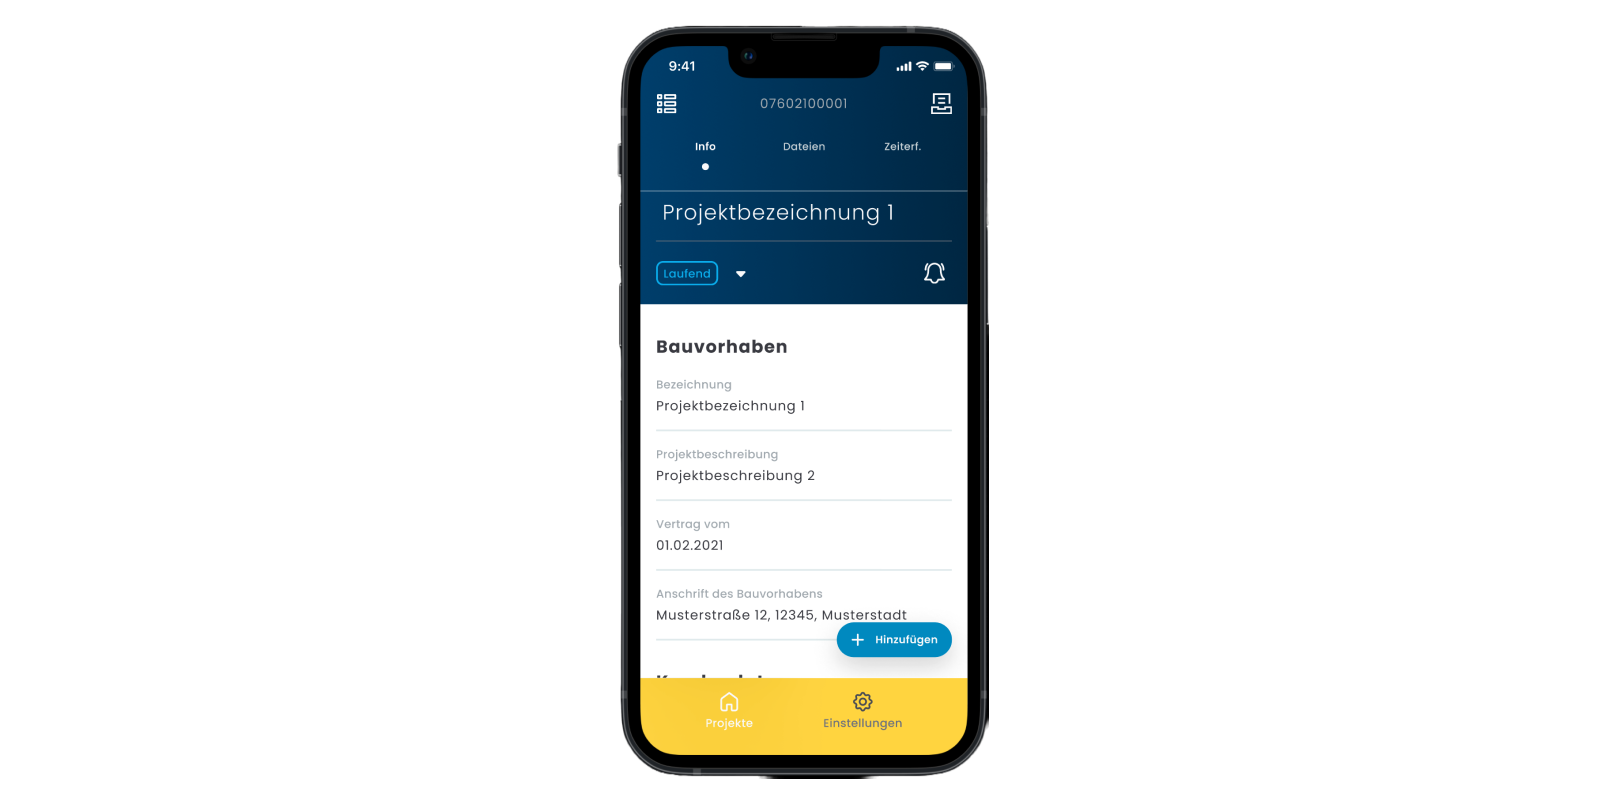 9:41
07602100001
Info Dateien Zeiterf.
Projektbezeichnung 1
Laufend
Bauvorhaben
Bezeichnung
Projektbezeichnung 1
Projektbeschreibung
Projektbeschreibung 2
Vertrag vom
01.02.2021
Anschrift des Bauvorhabens
Musterstraße 12, 12345, Musterstadt
Hinzufügen
Projekte Einstellungen